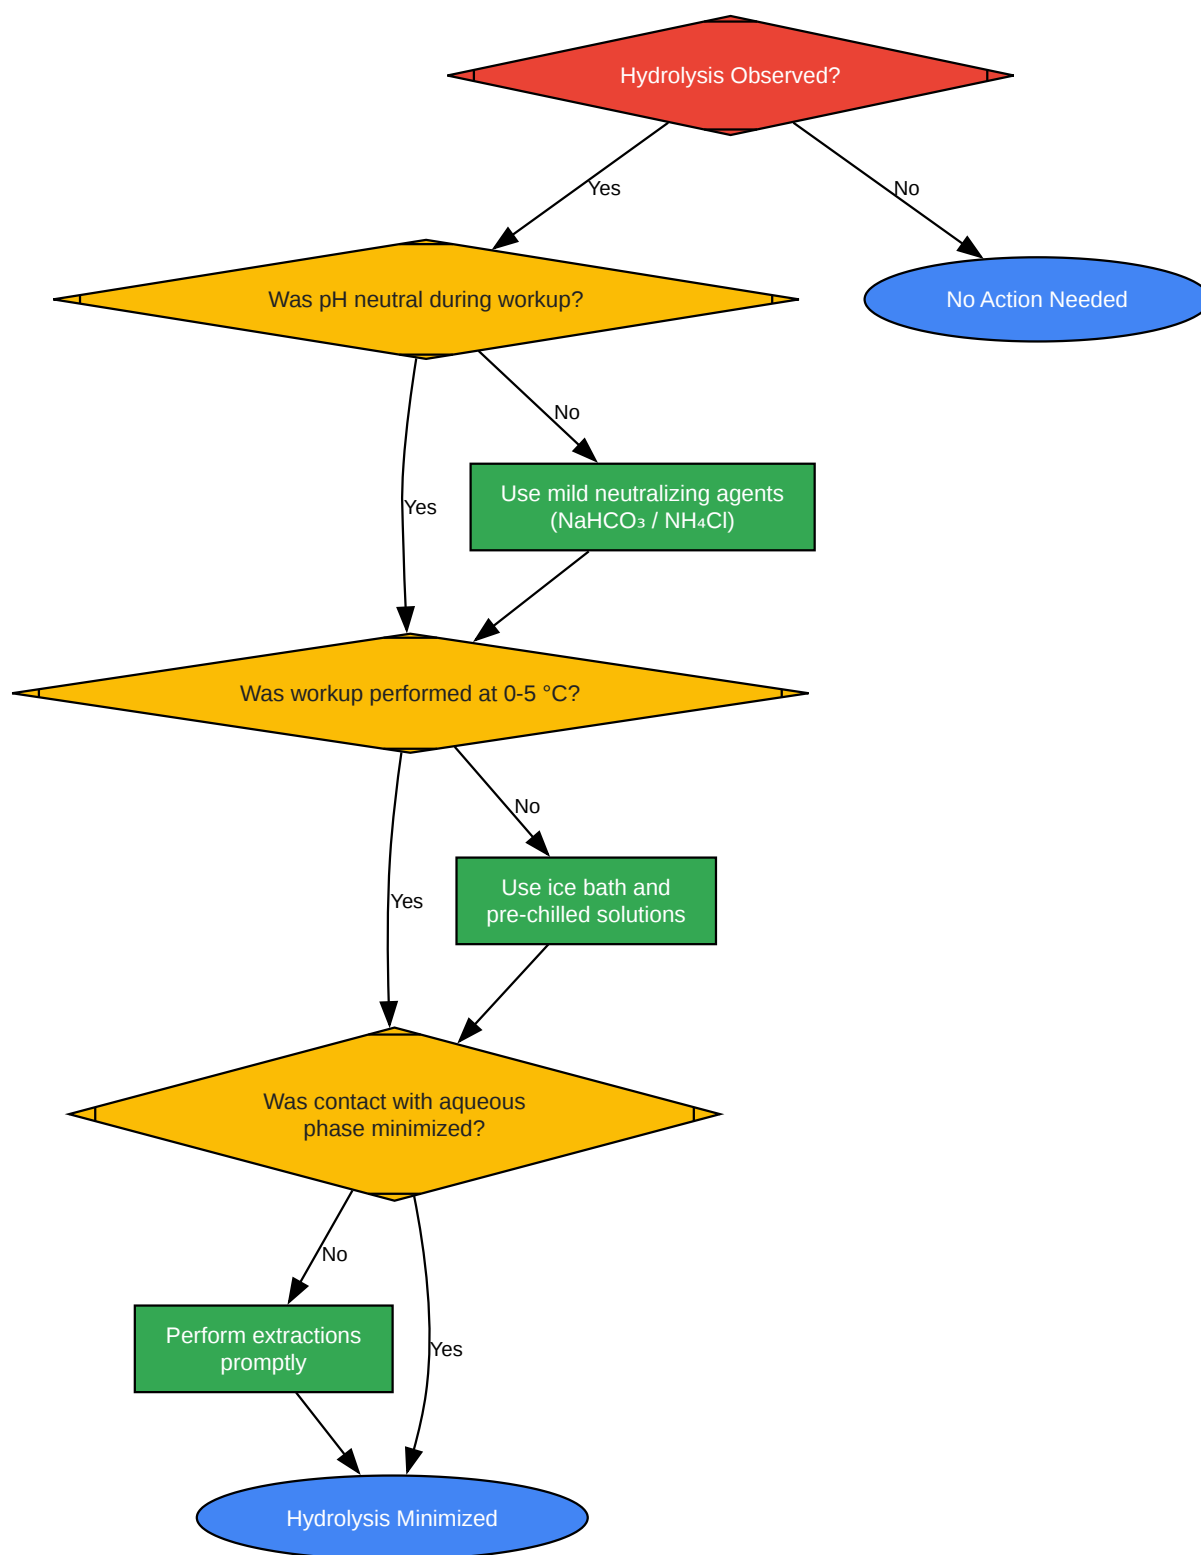 Hydrolysis Observed?
Yes
No
Was pH neutral during workup?
No Action Needed
No
Use mild neutralizing agents
(NaHCO₃ / NH₄Cl)
Yes
Was workup performed at 0-5 °C?
No
Use ice bath and
pre-chilled solutions
Yes
Was contact with aqueous
phase minimized?
No
Perform extractions
promptly
Yes
Hydrolysis Minimized